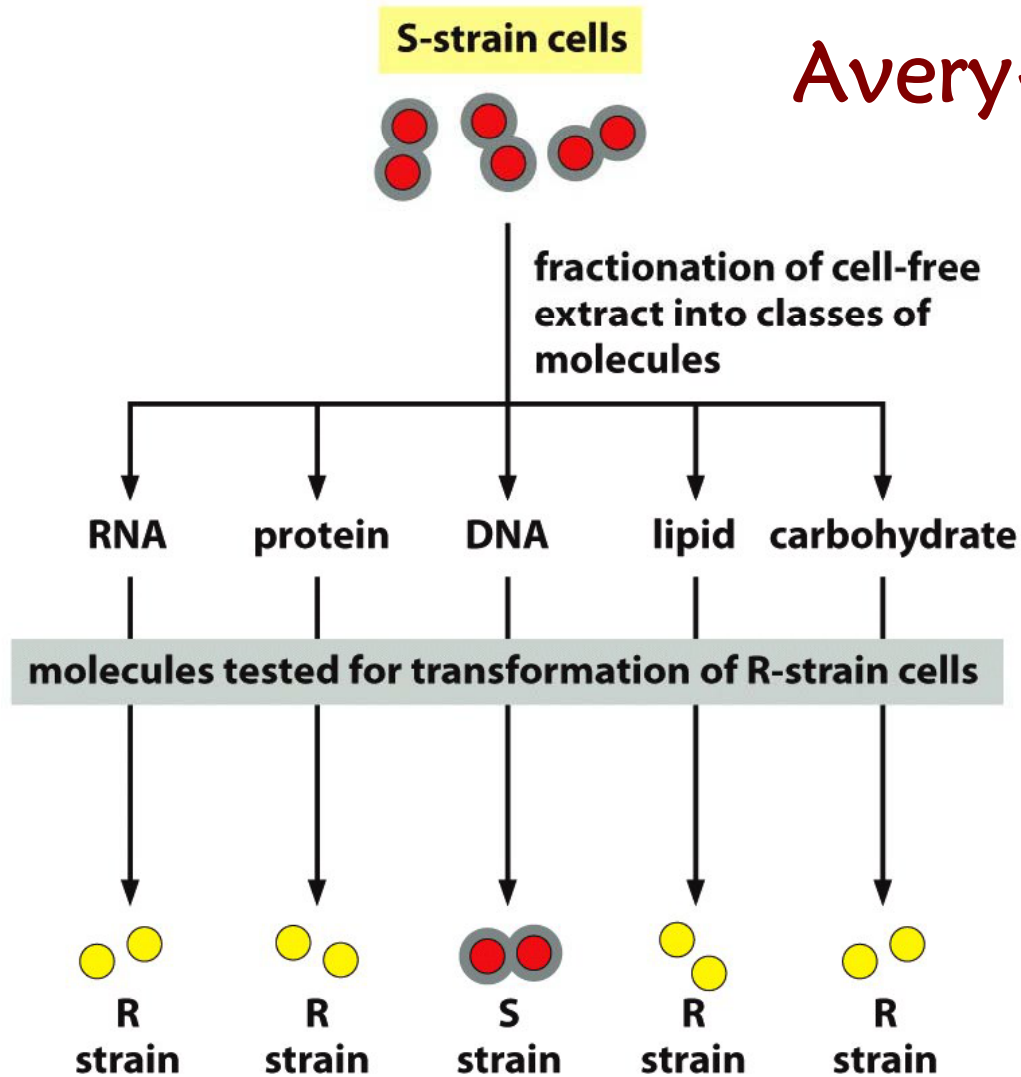 S-strain cells
Avery-
fractionation of cell-free
extract into classes of
molecules
RNA protein DNA lipid carbohydrate
molecules tested for transformation of R-strain cells
R R S R R
strain strain strain strain strain